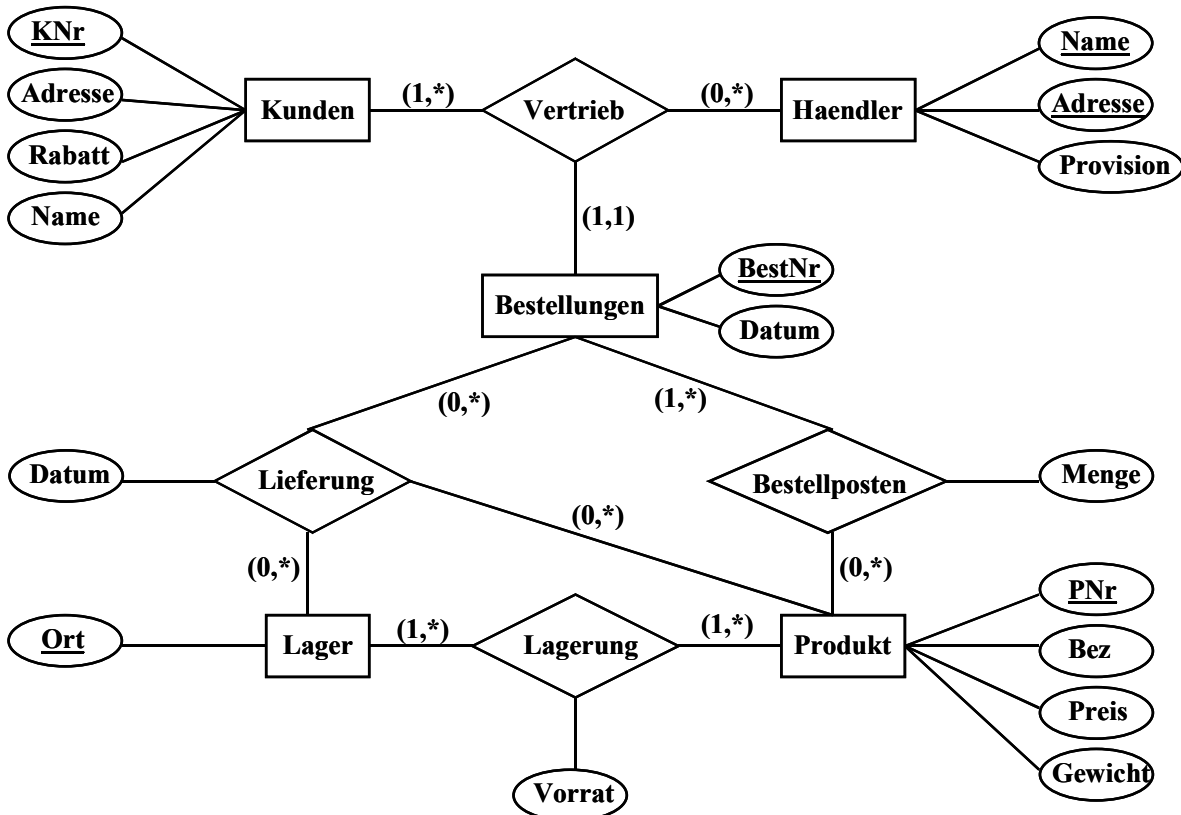 KNr
Adresse
Rabatt
Name
Kunden
(1,*)
Vertrieb
(0,*)
Haendler
Name
Adresse
Provision
(1,1)
Bestellungen
BestNr
Datum
(0,*)
(1,*)
Datum
Lieferung
Bestellposten
Menge
(0,*)
(0,*)
(0,*)
Ort
Lager
(1,*)
Lagerung
(1,*)
Produkt
PNr
Bez
Preis
Gewicht
Vorrat